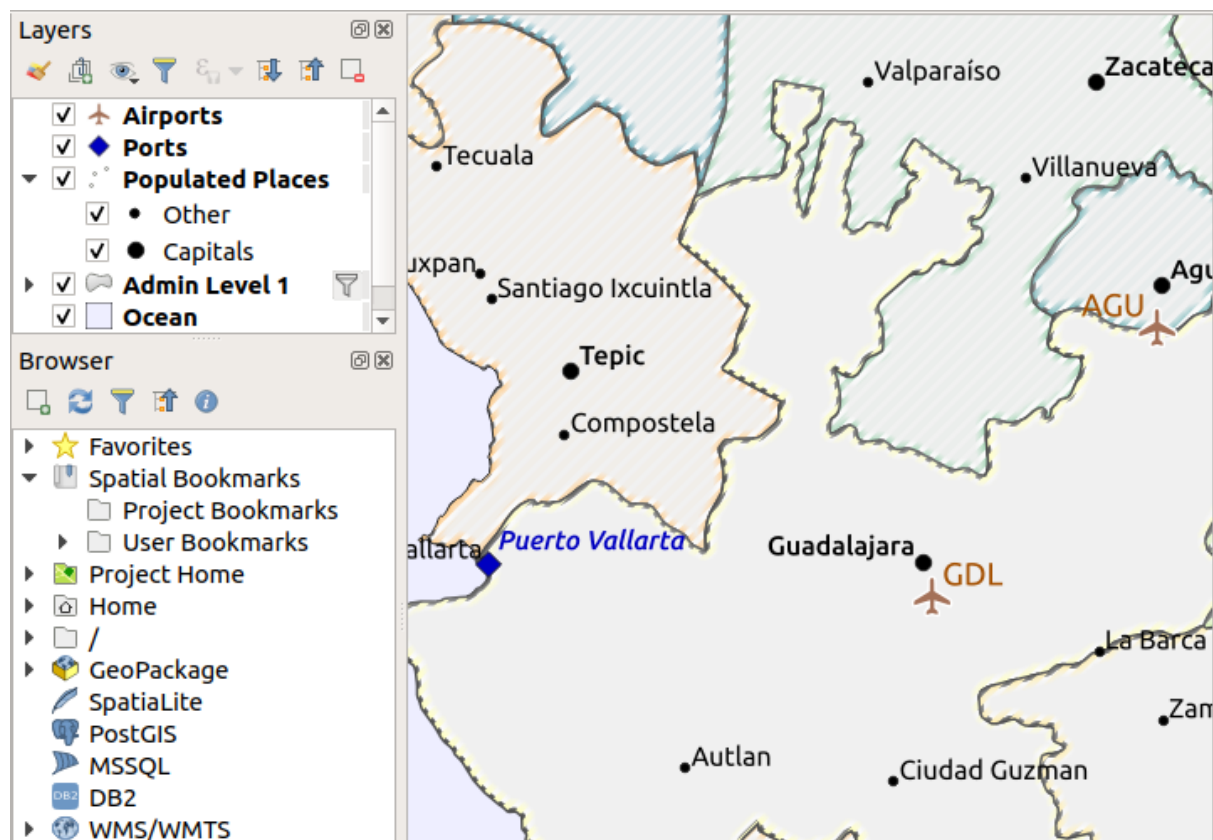 Layers
Airports
Ports
Populated Places
Other
Capitals
Admin Level 1
Ocean
Browser
Favorites
Spatial Bookmarks
Project Bookmarks
User Bookmarks
Project Home
Home
/
GeoPackage
SpatiaLite
PostGIS
MSSQL
DB2
DB2
WMS/WMTS
Valparaíso
Zacateca
Tecuala
Villanueva
uxpan
Santiago Ixcuintla
Agu
AGU
Tepic
Compostela
allarta
Puerto Vallarta
Guadalajara
GDL
La Barca
Zam
Autlan
Ciudad Guzman